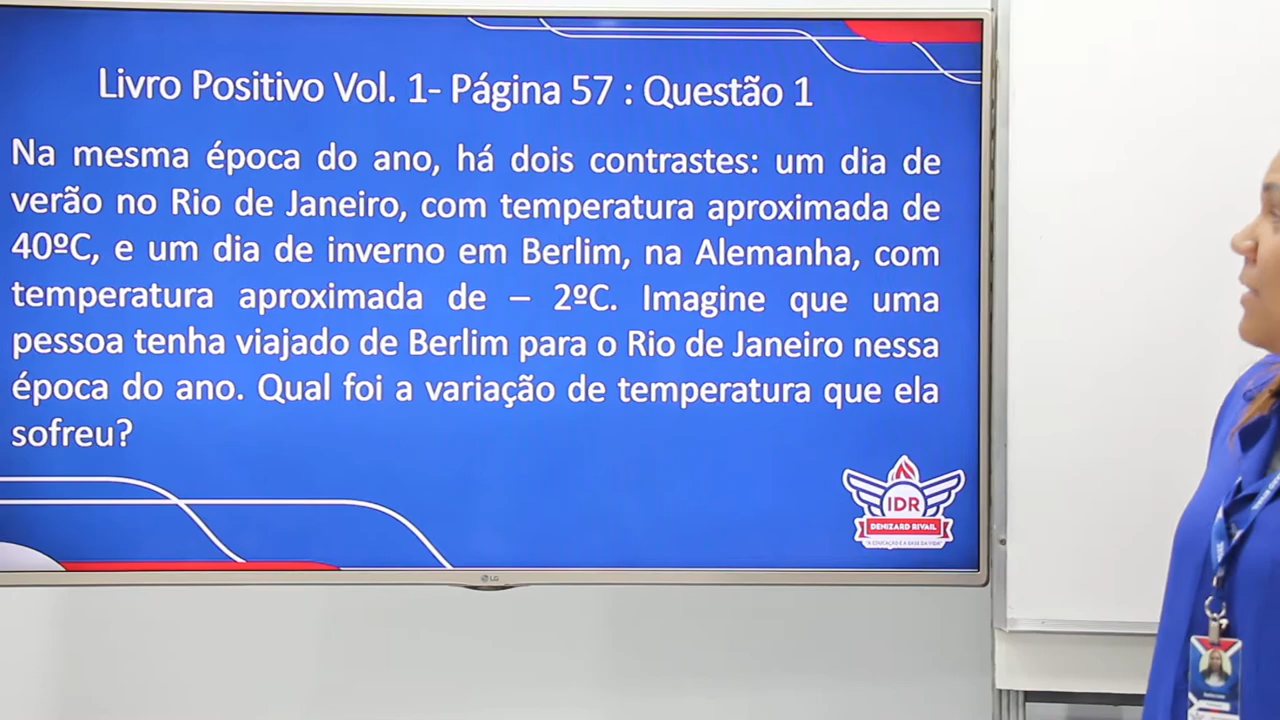 Livro Positivo Vol. 1- Página 57 : Questão 1
Na mesma época do ano, há dois contrastes: um dia de
verão no Rio de Janeiro, com temperatura aproximada de
40ºC, e um dia de inverno em Berlim, na Alemanha, com
temperatura aproximada de – 2ºC. Imagine que uma
pessoa tenha viajado de Berlim para o Rio de Janeiro nessa
época do ano. Qual foi a variação de temperatura que ela
sofreu?
IDR
DENIZARD RIVAIL
"A EDUCAÇÃO É A BASE DA VIDA"
LG